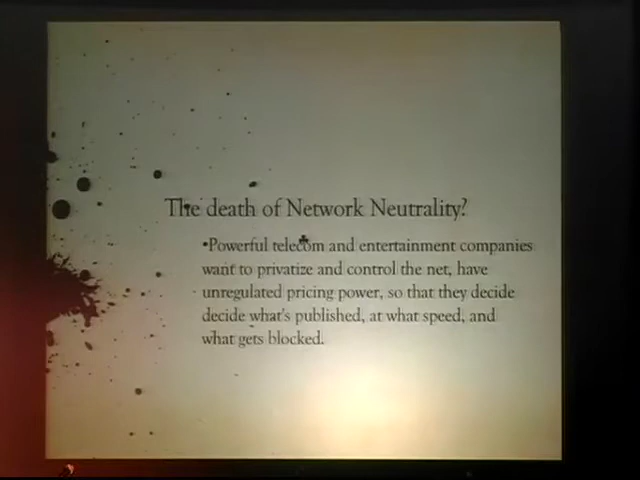 The death of Network Neutrality?
•Powerful telecom and entertainment companies
want to privatize and control the net, have
unregulated pricing power, so that they decide
decide what's published, at what speed, and
what gets blocked.